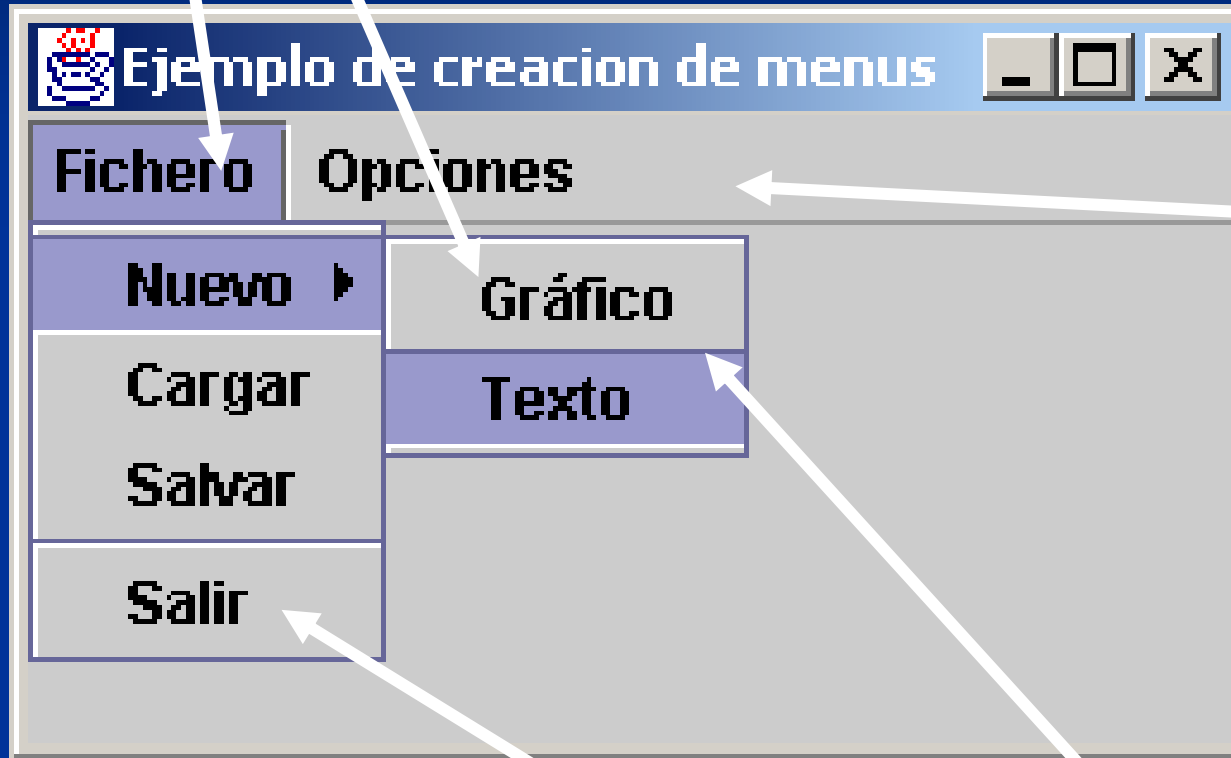 Ejemplo de creacion de menus
Fichero Opciones
Nuevo
Gráfico
Cargar
Texto
Salvar
Salir